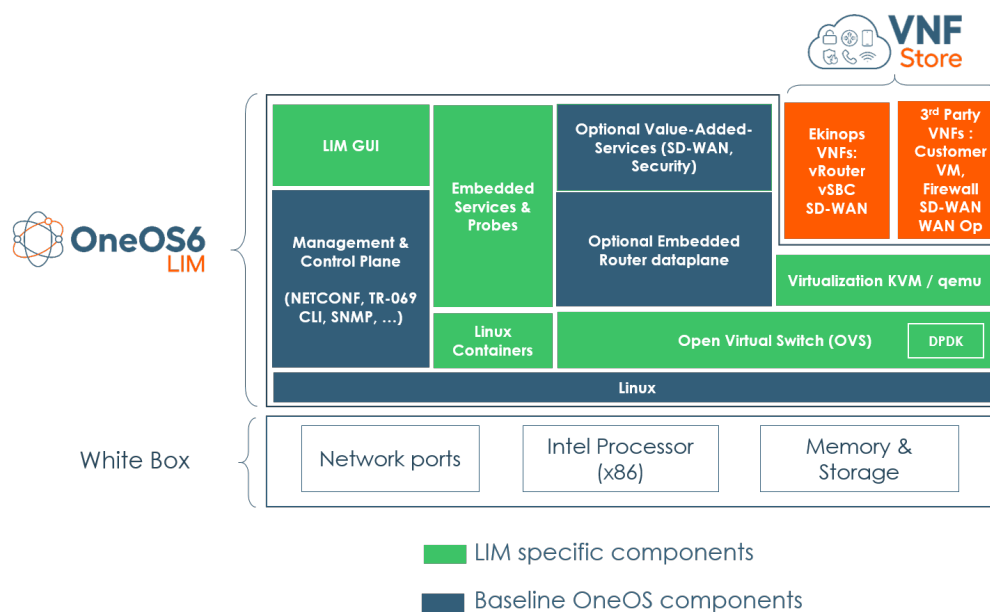 VNF
Store
LIM GUI
Embedded
Services &
Probes
Optional Value-Added-
Services (SD-WAN,
Security)
Ekinops
VNFs:
vRouter
vSBC
SD-WAN
3rd Party
VNFs :
Customer
VM,
Firewall
SD-WAN
WAN Op
OneOS6
LIM
Management &
Control Plane
(NETCONF, TR-069
CLI, SNMP, ...)
Optional Embedded
Router dataplane
Virtualization KVM / qemu
Linux
Containers
Open Virtual Switch (OVS)
DPDK
Linux
White Box
Network ports
Intel Processor
(x86)
Memory &
Storage
LIM specific components
Baseline OneOS components